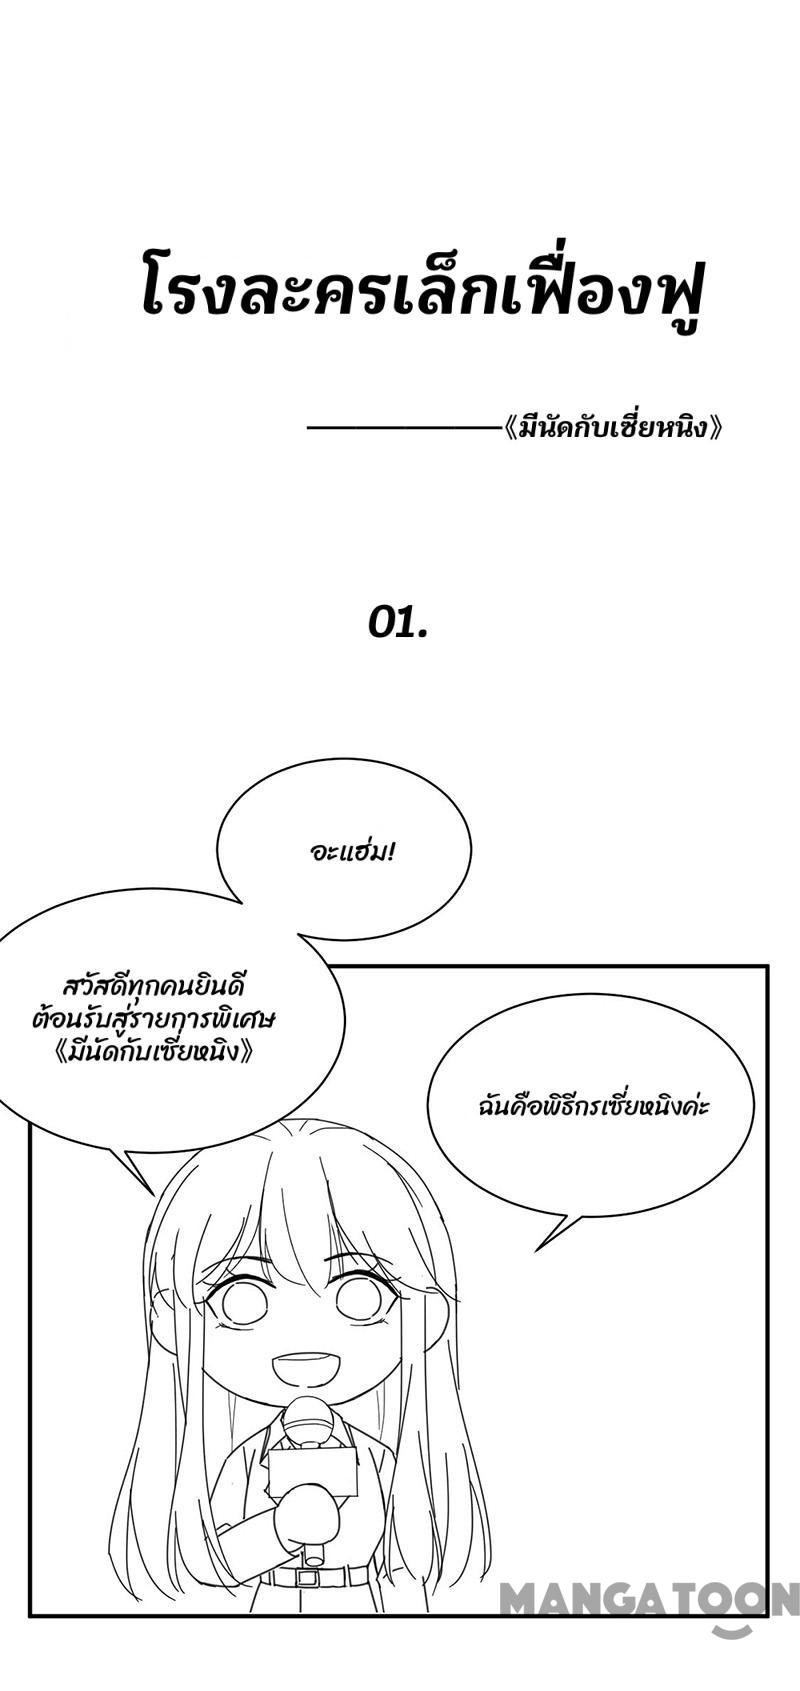 โรงละครเล็กเฟื่องฟู
————————《มีนัดกับเซี่ยหนิง》
01.
อะแฮ่ม!
สวัสดีทุกคนยินดี
ต้อนรับสู่รายการพิเศษ
《มีนัดกับเซี่ยหนิง》
ฉันคือพิธีกรเซี่ยหนิงค่ะ
MANGATOON